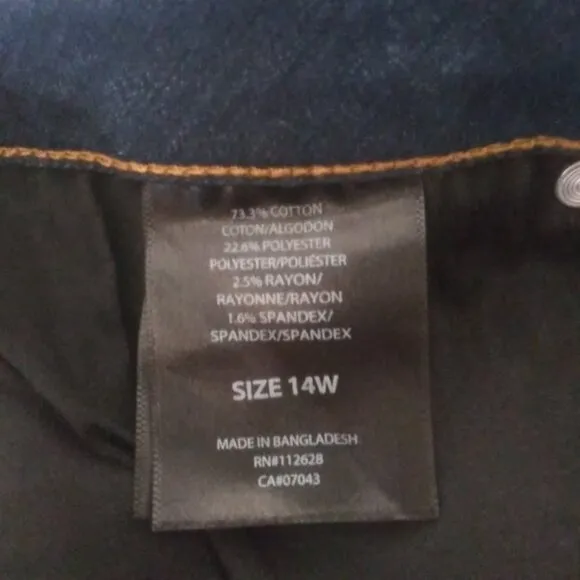 73.3% COTTON
COTON/ALGODON
22.6% POLYESTER
POLYESTER/POLIÉSTER
2.5% RAYON/
RAYONNE/RAYON
1.6% SPANDEX/
SPANDEX/SPANDEX
SIZE 14W
MADE IN BANGLADESH
RN#112628
CA#07043